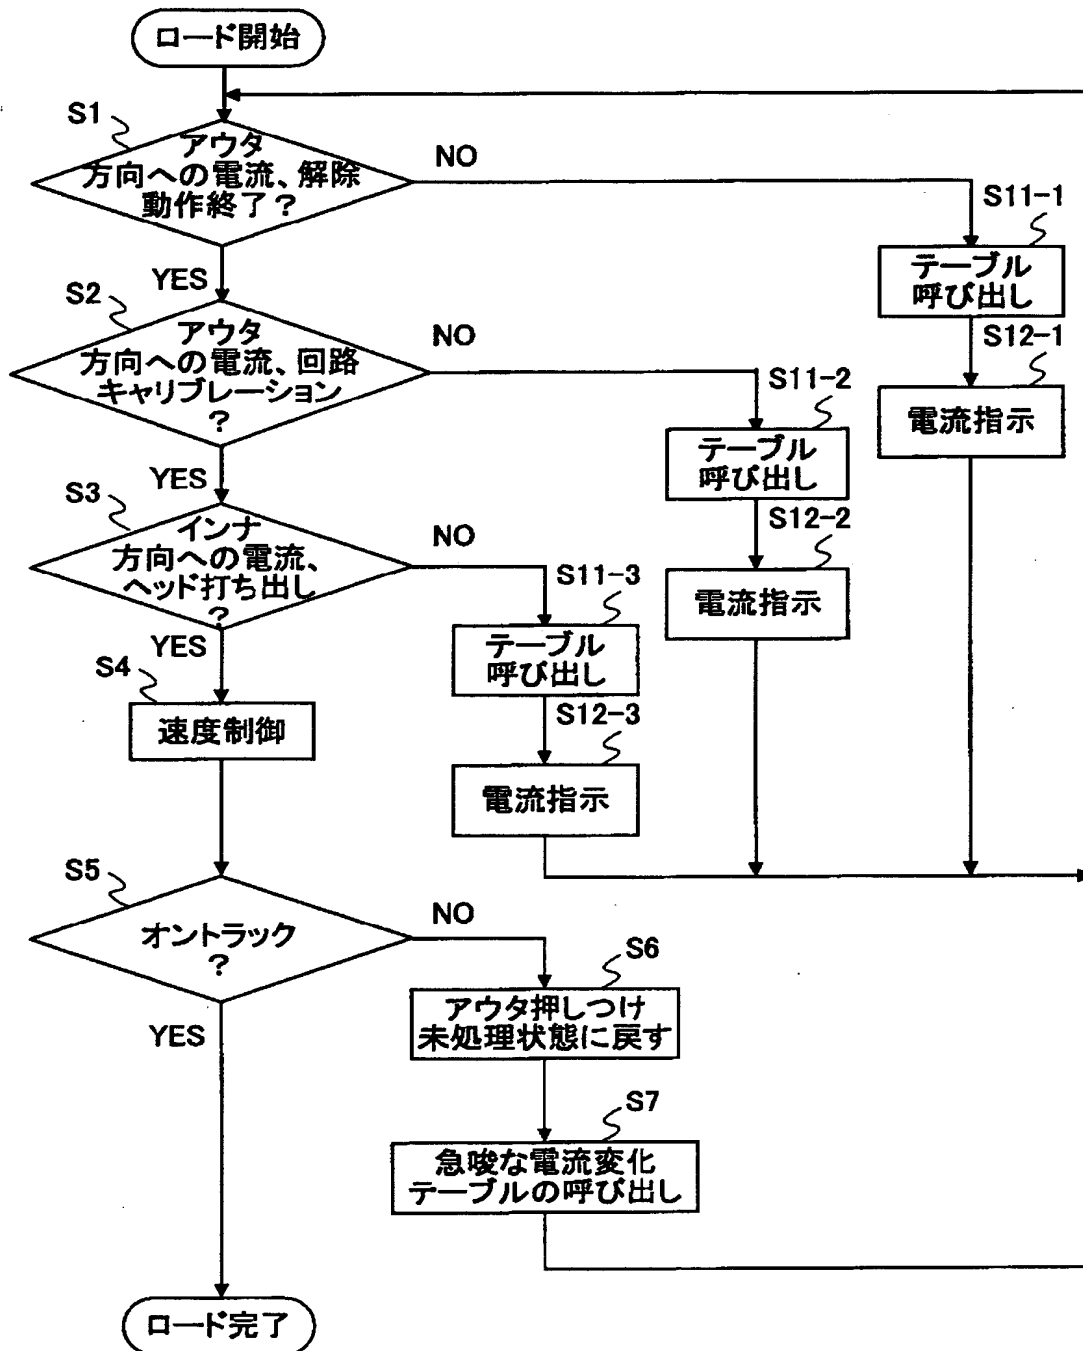 ロード開始
S1
アウタ
方向への電流、解除
動作終了？
NO
YES
S11-1
テーブル
呼び出し
S12-1
電流指示
S2
アウタ
方向への電流、回路
キャリブレーション
？
NO
YES
S11-2
テーブル
呼び出し
S12-2
電流指示
S3
インナ
方向への電流、
ヘッド打ち出し
？
NO
YES
S11-3
テーブル
呼び出し
S12-3
電流指示
S4
速度制御
S5
オントラック
？
NO
YES
S6
アウタ押しつけ
未処理状態に戻す
S7
急峻な電流変化
テーブルの呼び出し
ロード完了